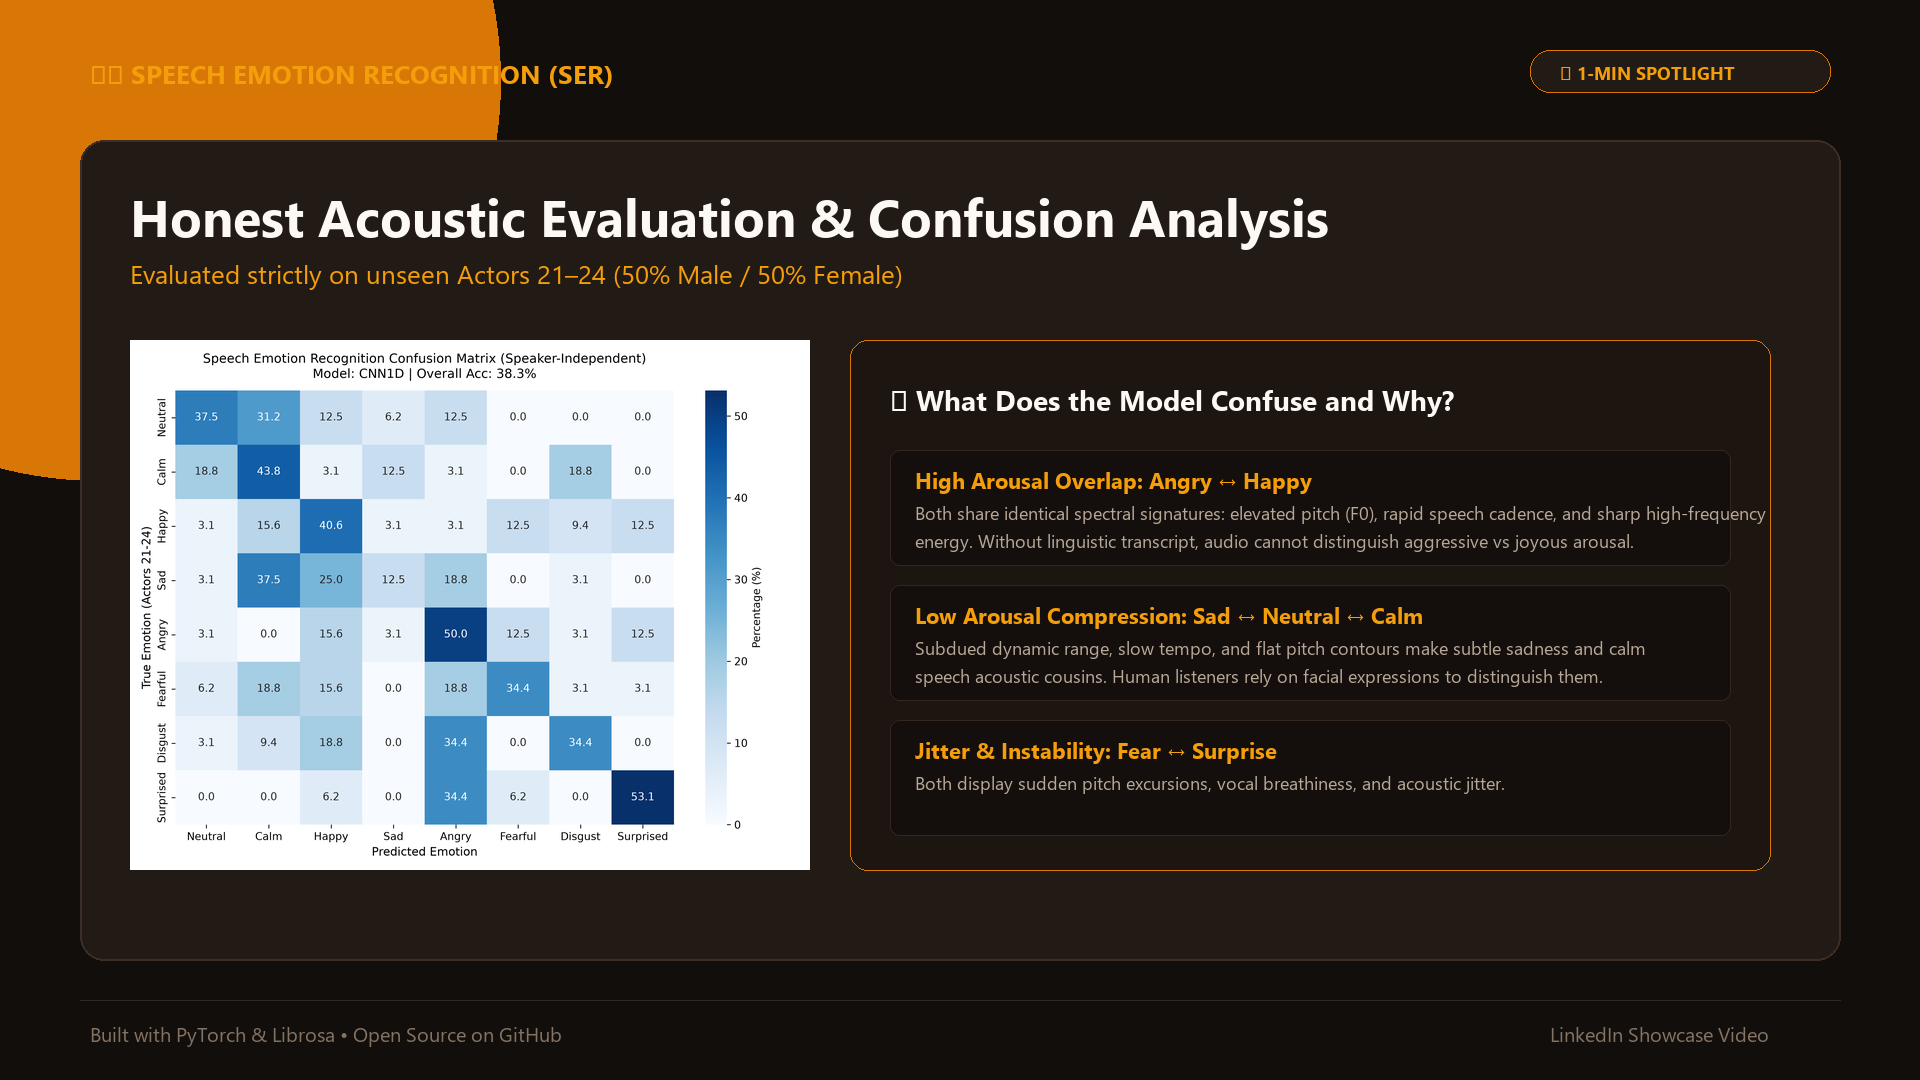 SPEECH EMOTION RECOGNITION (SER)
1-MIN SPOTLIGHT
Honest Acoustic Evaluation & Confusion Analysis
Evaluated strictly on unseen Actors 21–24 (50% Male / 50% Female)
Speech Emotion Recognition Confusion Matrix (Speaker-Independent)
Model: CNN1D | Overall Acc: 38.3%
True Emotion (Actors 21-24)
Neutral 37.5 31.2 12.5 6.2 12.5 0.0 0.0 0.0
Calm 18.8 43.8 3.1 12.5 3.1 0.0 18.8 0.0
Happy 3.1 15.6 40.6 3.1 3.1 12.5 9.4 12.5
Sad 3.1 37.5 25.0 12.5 18.8 0.0 3.1 0.0
Angry 3.1 0.0 15.6 3.1 50.0 12.5 3.1 12.5
Fearful 6.2 18.8 15.6 0.0 18.8 34.4 3.1 3.1
Disgust 3.1 9.4 18.8 0.0 34.4 0.0 34.4 0.0
Surprised 0.0 0.0 6.2 0.0 34.4 6.2 0.0 53.1
Neutral Calm Happy Sad Angry Fearful Disgust Surprised
Predicted Emotion
50
40
30
20
10
0
Percentage (%)
What Does the Model Confuse and Why?
High Arousal Overlap: Angry ↔ Happy
Both share identical spectral signatures: elevated pitch (F0), rapid speech cadence, and sharp high-frequency
energy. Without linguistic transcript, audio cannot distinguish aggressive vs joyous arousal.
Low Arousal Compression: Sad ↔ Neutral ↔ Calm
Subdued dynamic range, slow tempo, and flat pitch contours make subtle sadness and calm
speech acoustic cousins. Human listeners rely on facial expressions to distinguish them.
Jitter & Instability: Fear ↔ Surprise
Both display sudden pitch excursions, vocal breathiness, and acoustic jitter.
Built with PyTorch & Librosa • Open Source on GitHub
LinkedIn Showcase Video